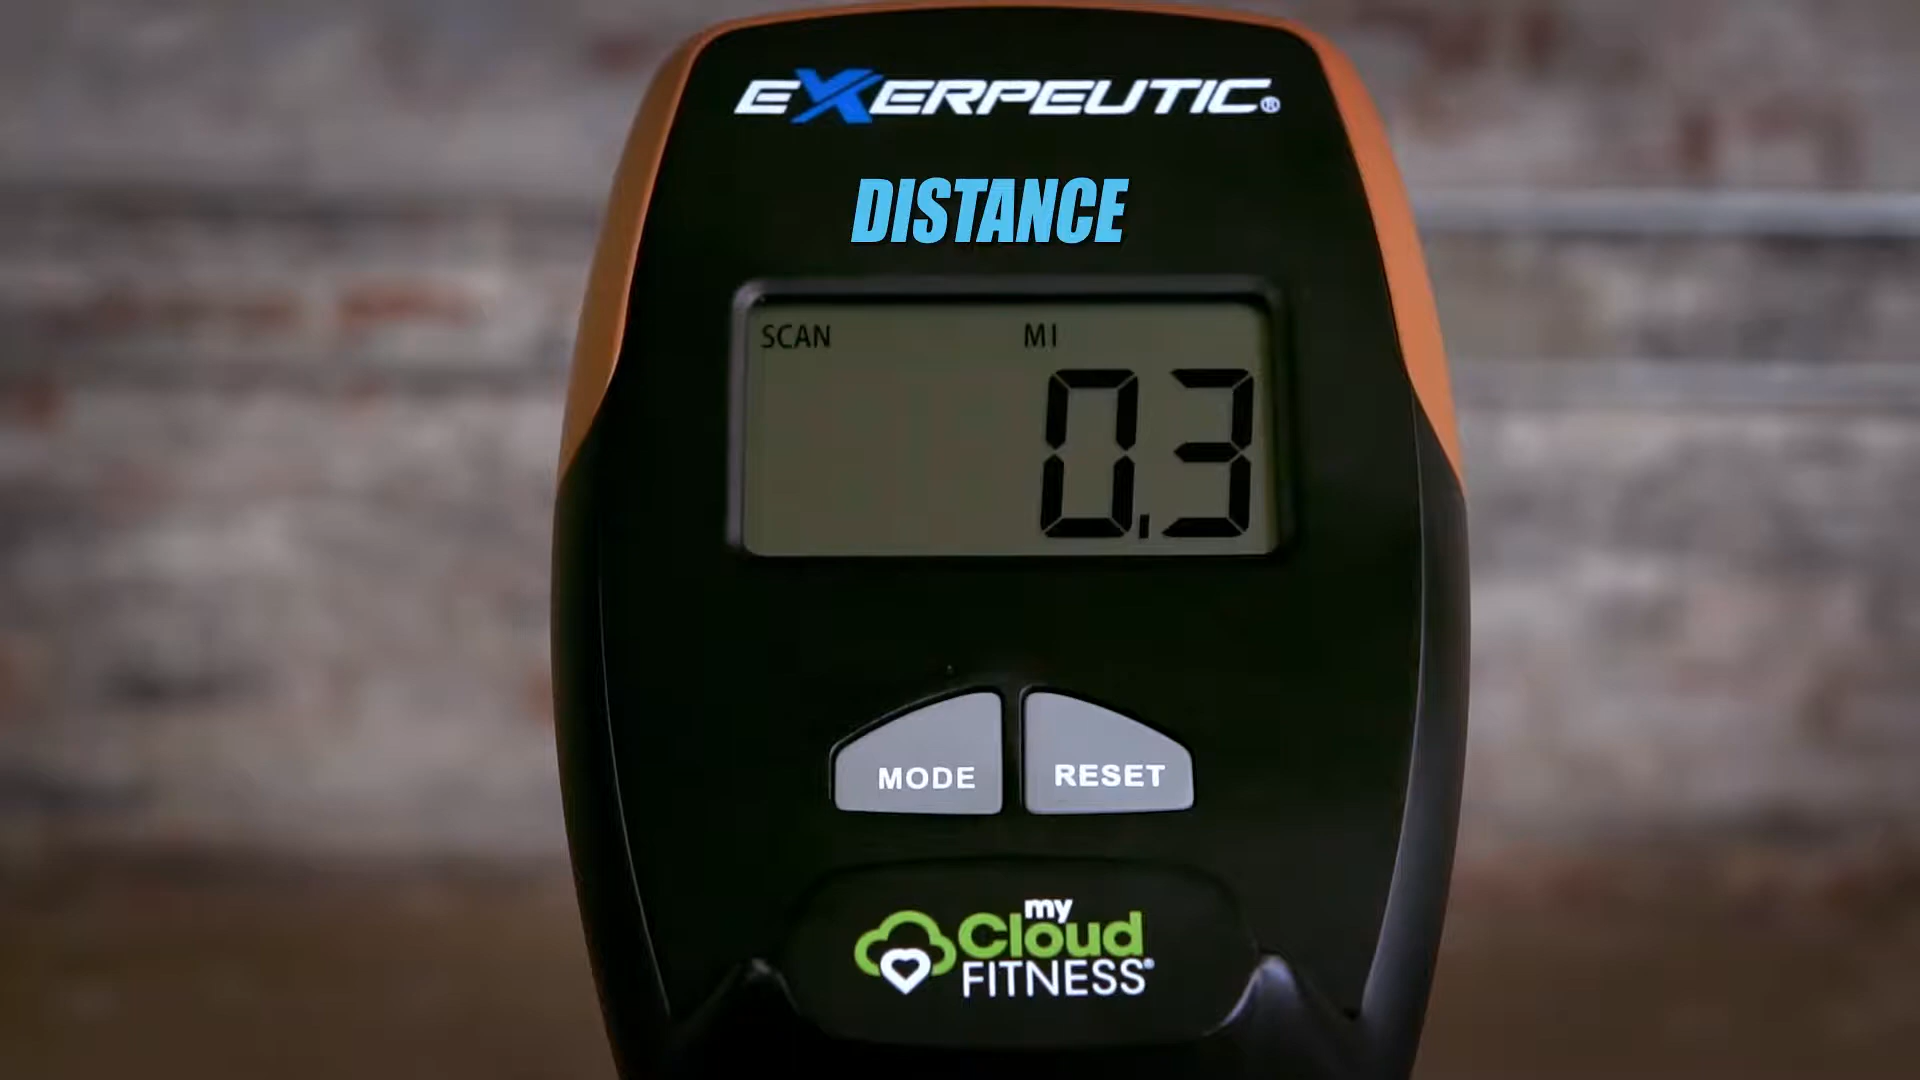 EXERPEUTIC®
DISTANCE
SCAN MI
0.3
MODE RESET
my
Cloud
FITNESS®